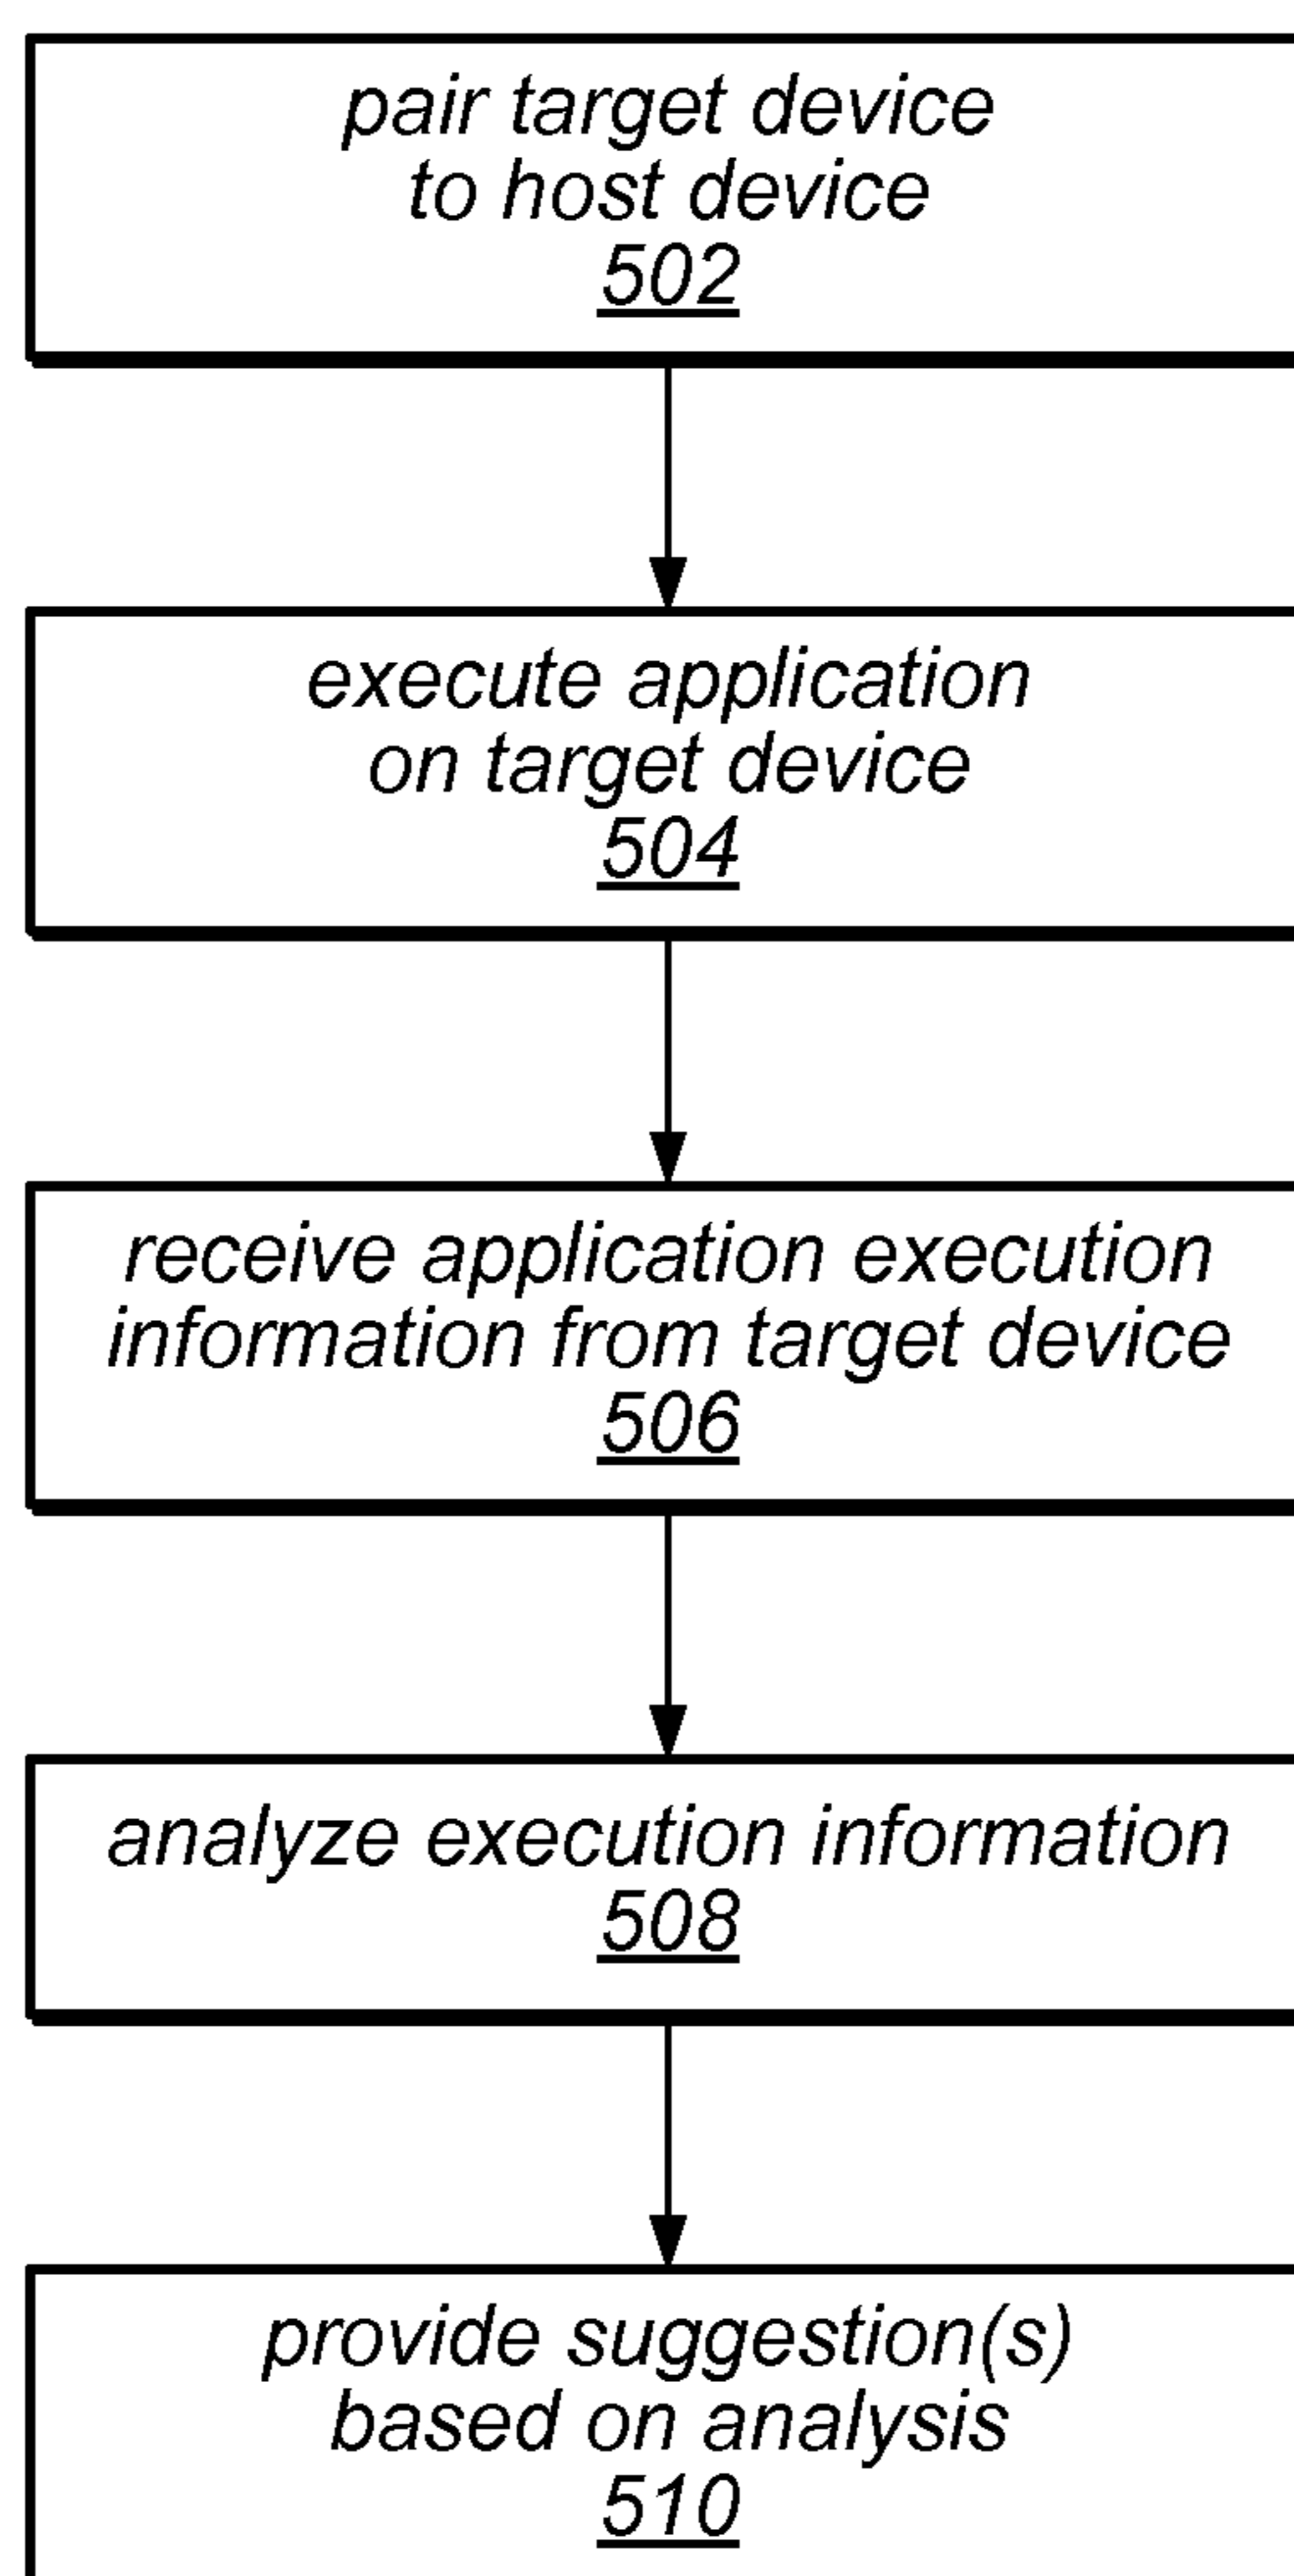 pair target device
to host device
502
execute application
on target device
504
receive application execution
information from target device
506
analyze execution information
508
provide suggestion(s)
based on analysis
510